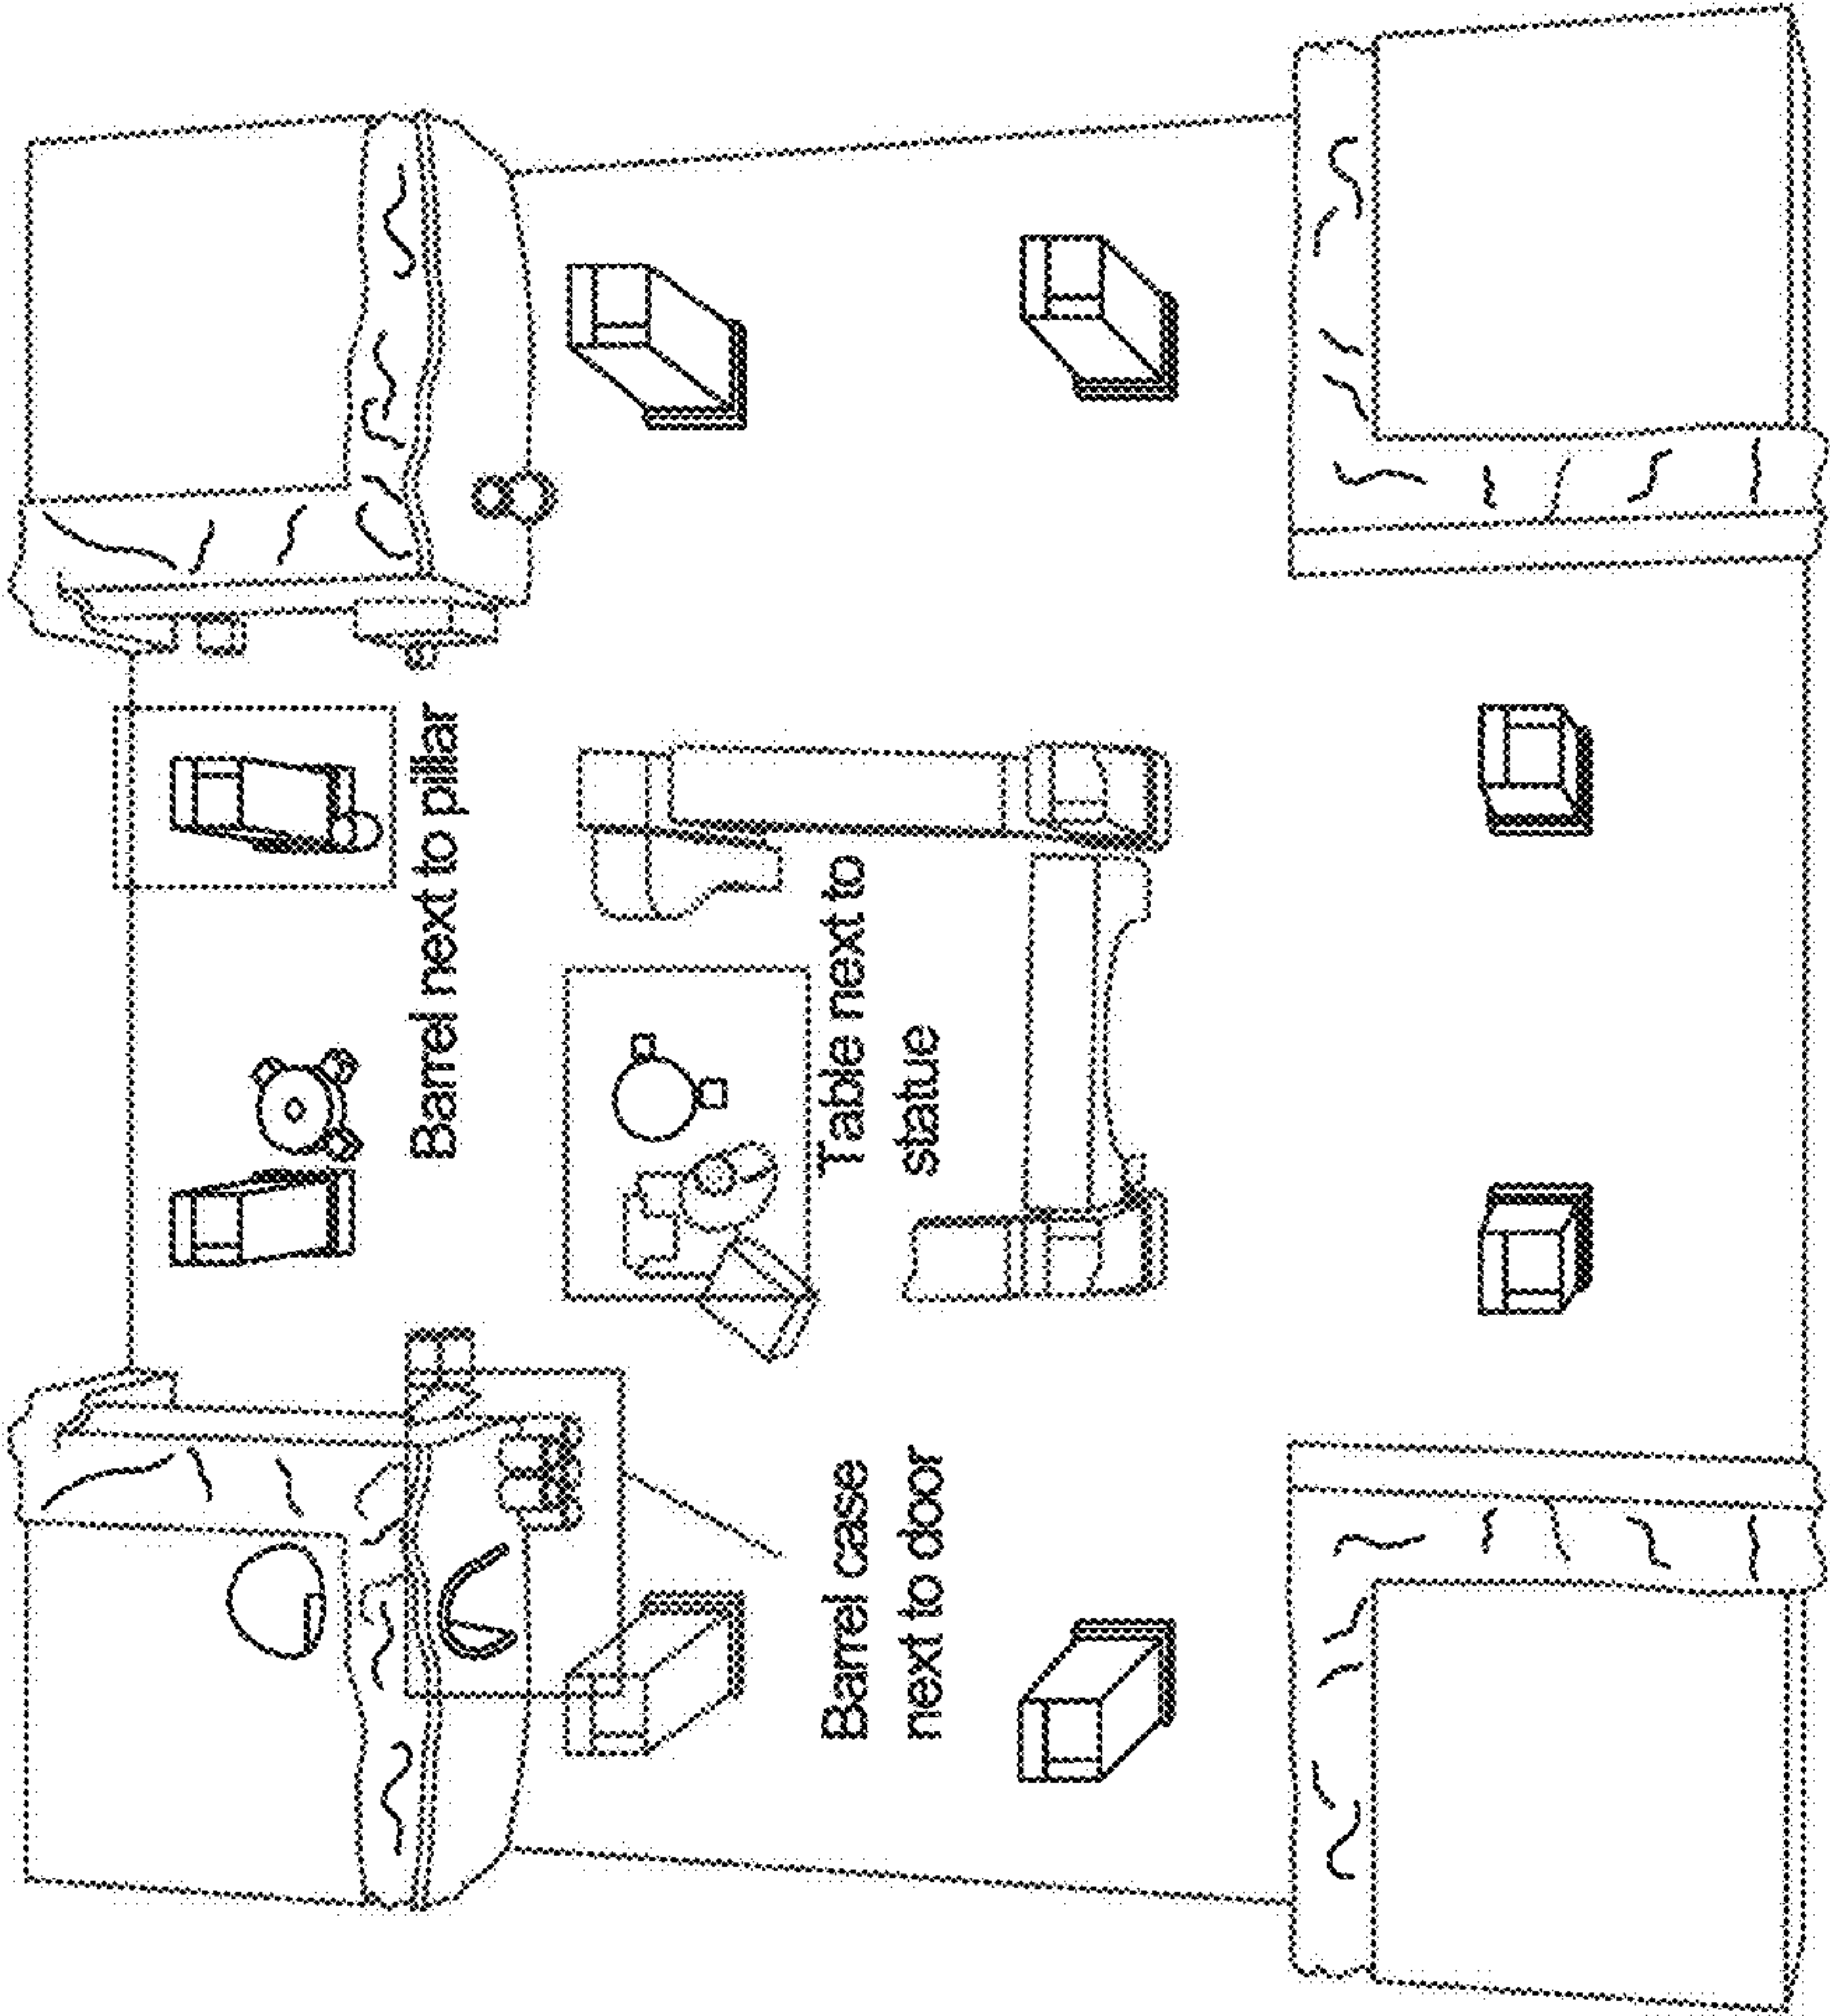 Barrel next to pillar
Table next to
statue
Barrel case
next to door